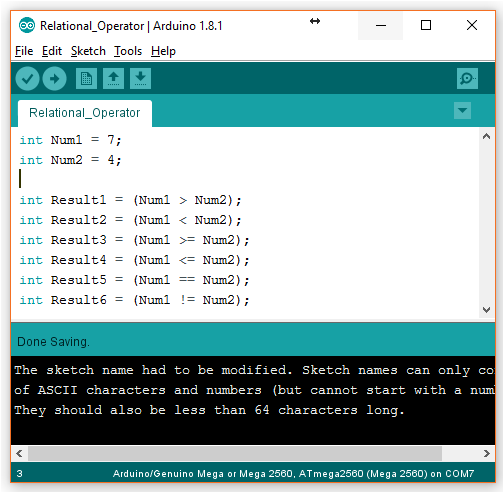 Relational_Operator | Arduino 1.8.1
File Edit Sketch Tools Help
Relational_Operator
int Num1 = 7;
int Num2 = 4;
int Result1 = (Num1 > Num2);
int Result2 = (Num1 < Num2);
int Result3 = (Num1 >= Num2);
int Result4 = (Num1 <= Num2);
int Result5 = (Num1 == Num2);
int Result6 = (Num1 != Num2);
Done Saving.
The sketch name had to be modified. Sketch names can only co
of ASCII characters and numbers (but cannot start with a num
They should also be less than 64 characters long.
3 Arduino/Genuino Mega or Mega 2560, ATmega2560 (Mega 2560) on COM7